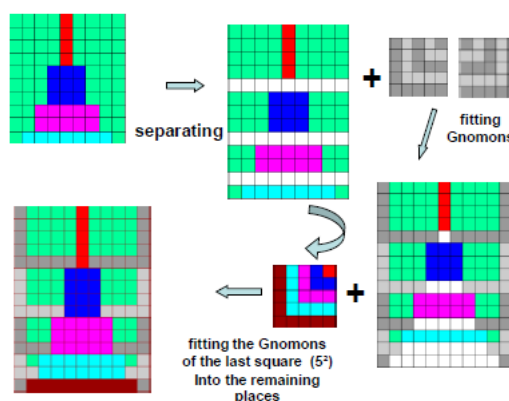 separating
+
fitting
Gnomons
+
fitting the Gnomons
of the last square (5²)
Into the remaining
places